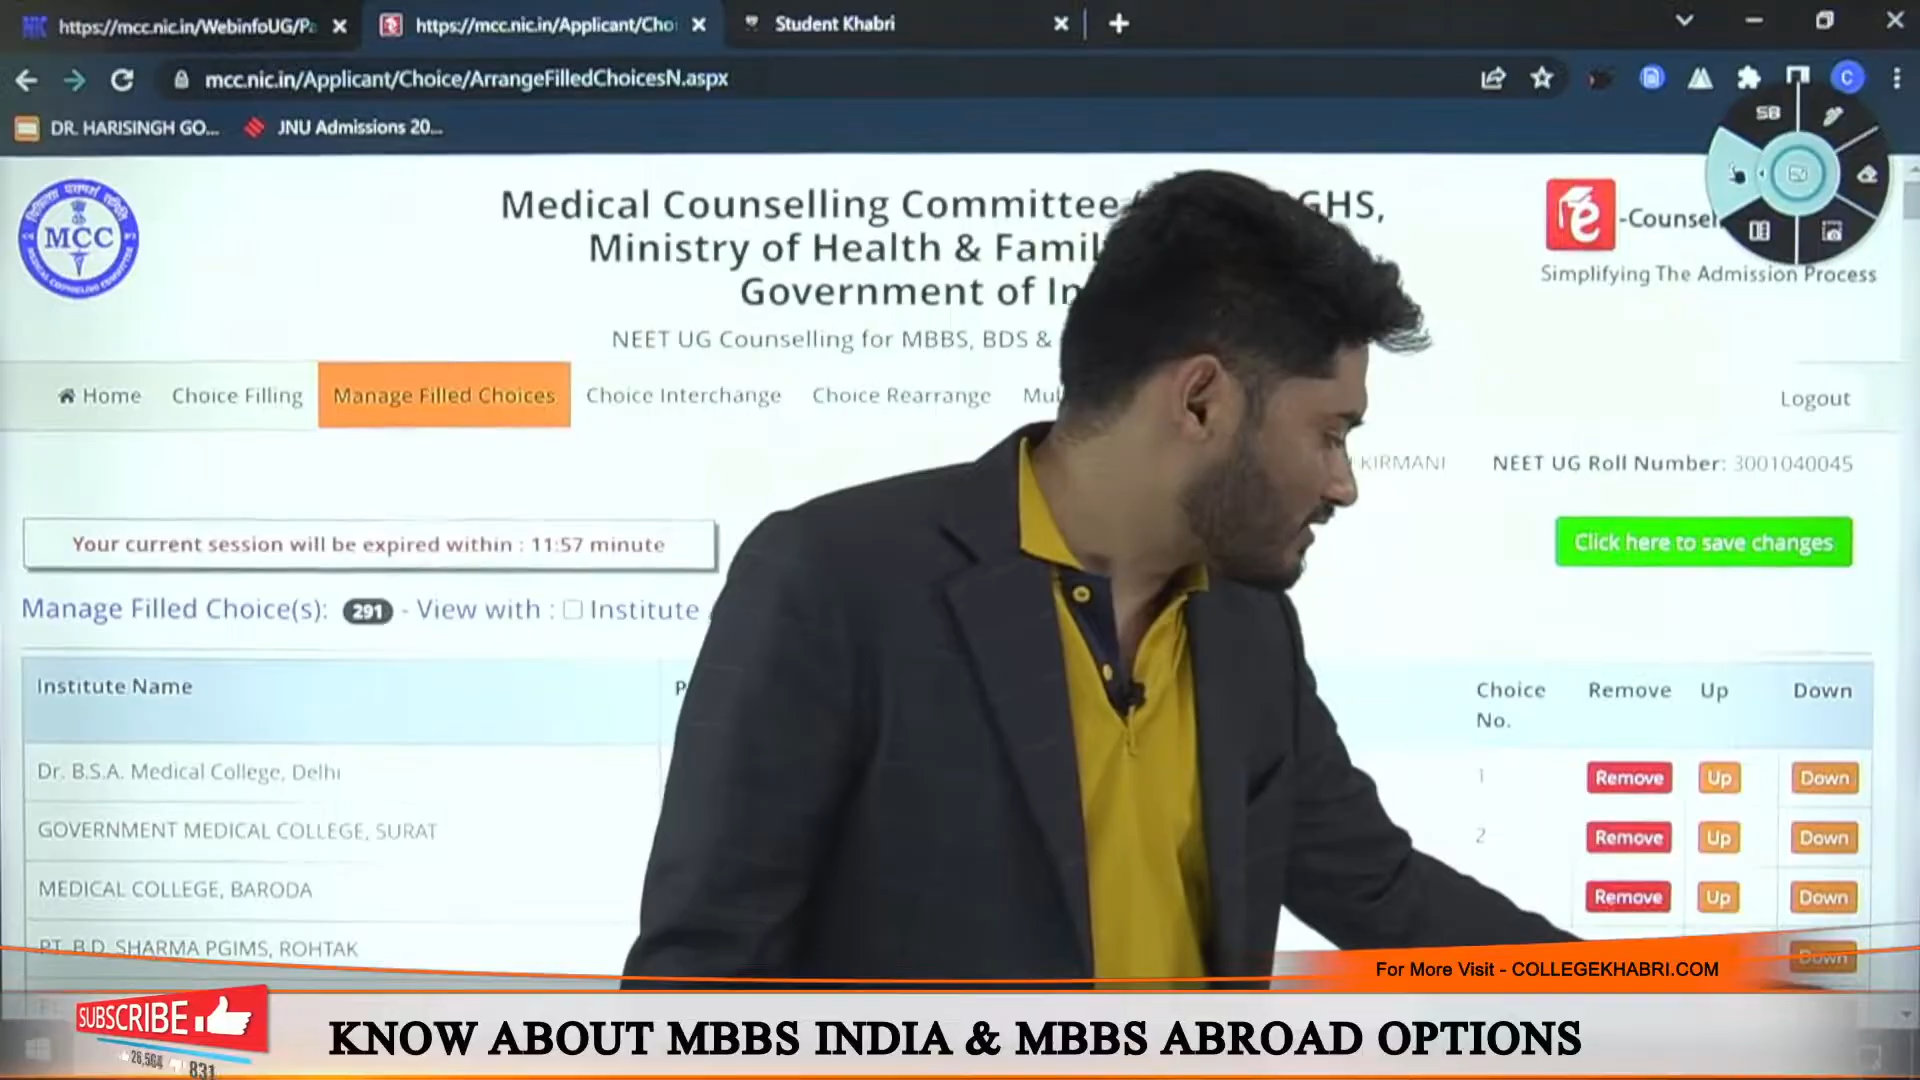 https://mcc.nic.in/WebinfoUG/Pa
https://mcc.nic.in/Applicant/Cho
Student Khabri
mcc.nic.in/Applicant/Choice/ArrangeFilledChoicesN.aspx
C
DR. HARISINGH GO...
JNU Admissions 20...
58
MCC
Medical Counselling Committee GHS,
Ministry of Health & Famil
Government of In
NEET UG Counselling for MBBS, BDS &
e -Counsel
Simplifying The Admission Process
Home
Choice Filling
Manage Filled Choices
Choice Interchange
Choice Rearrange
Mul
Logout
KIRMANI
NEET UG Roll Number: 3001040045
Your current session will be expired within : 11:57 minute
Click here to save changes
Manage Filled Choice(s): 291 - View with : Institute
Institute Name
P
Choice No.
Remove
Up
Down
Dr. B.S.A. Medical College, Delhi
1
Remove
Up
Down
GOVERNMENT MEDICAL COLLEGE, SURAT
2
Remove
Up
Down
MEDICAL COLLEGE, BARODA
Remove
Up
Down
PT. B.D. SHARMA PGIMS, ROHTAK
Down
For More Visit - COLLEGEKHABRI.COM
SUBSCRIBE
26,564
831
KNOW ABOUT MBBS INDIA & MBBS ABROAD OPTIONS